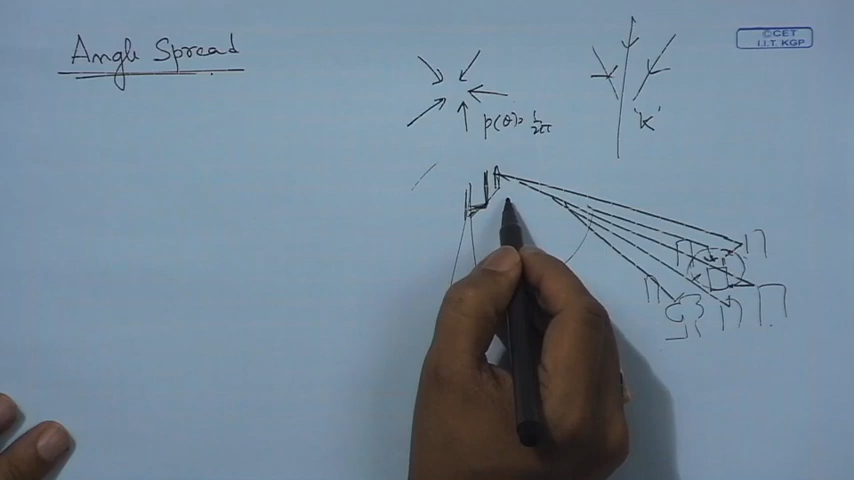 Angle Spread
©CET
I.I.T. KGP
p(θ)= 1/2π
'K'